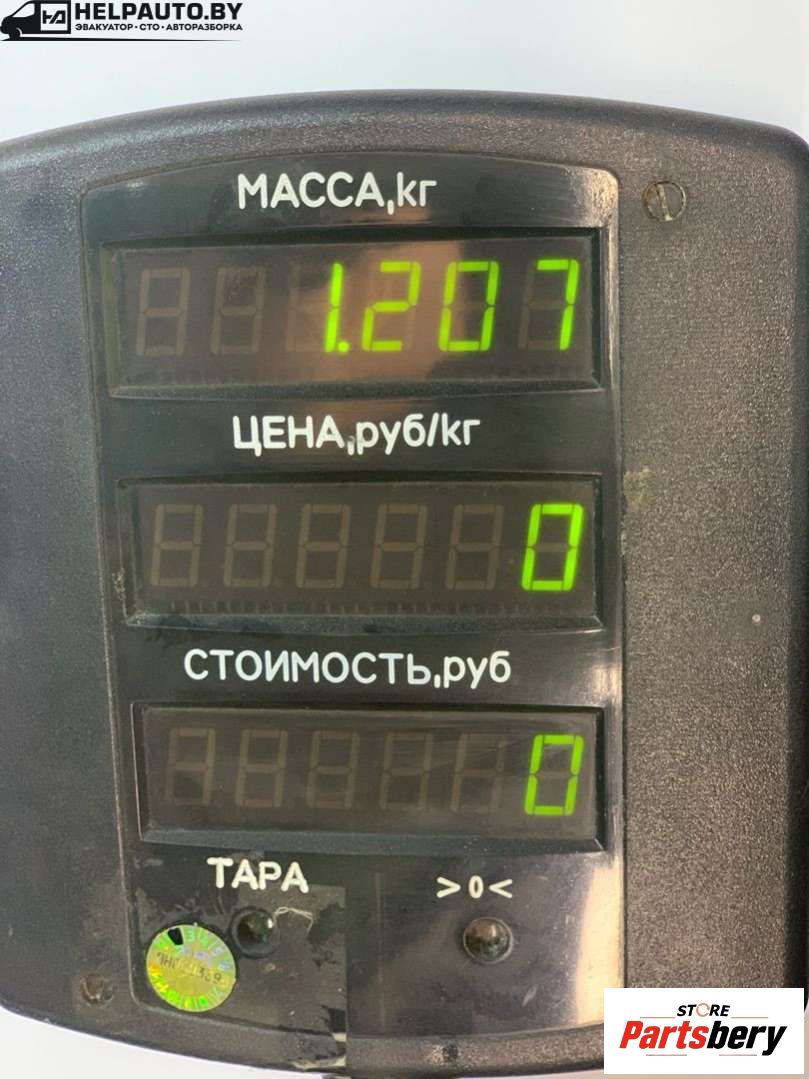 HELPAUTO.BY
ЭВАКУАТОР • СТО • АВТОРАЗБОРКА
МАССА,кг
1.207
ЦЕНА,руб/кг
0
СТОИМОСТЬ,руб
0
ТАРА >0<
STORE
Partsbery